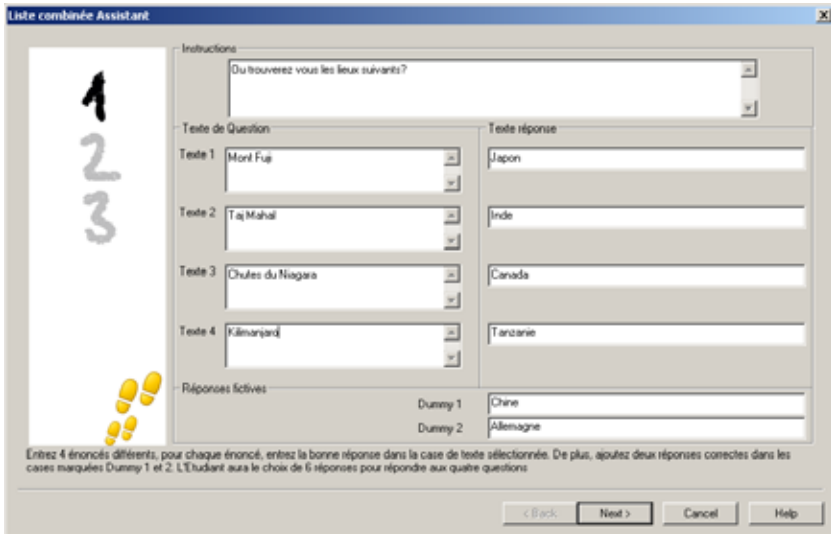 Liste combinée Assistant
1
2
3
Instructions
Ou trouverez vous les lieux suivants?
Texte de Question
Texte réponse
Texte 1
Mont Fuji
Japon
Texte 2
Taj Mahal
Inde
Texte 3
Chutes du Niagara
Canada
Texte 4
Kilimanjaro
Tanzanie
Réponses fictives
Dummy 1
Chine
Dummy 2
Allemagne
Entrez 4 énoncés différents, pour chaque énoncé, entrez la bonne réponse dans la case de texte sélectionnée. De plus, ajoutez deux réponses correctes dans les
cases marquées Dummy 1 et 2. L'Etudiant aura le choix de 6 réponses pour répondre aux quatre questions
< Back
Next >
Cancel
Help